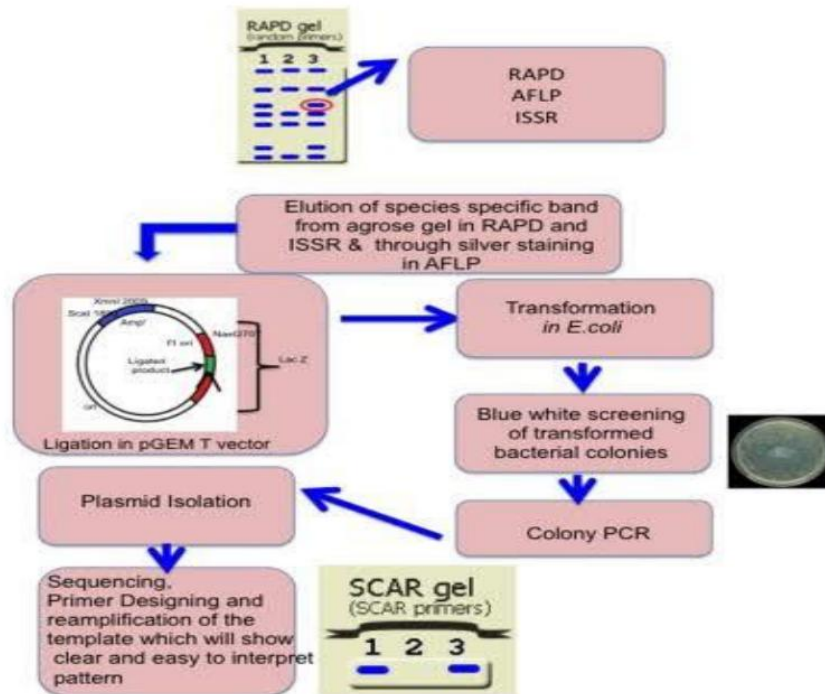 RAPD gel
(random primers)
1 2 3
RAPD
AFLP
ISSR
Elution of species specific band
from agrose gel in RAPD and
ISSR & through silver staining
in AFLP
XmnI 2009
Amp
f1 ori
Ligated
product
Lac Z
ori
Ligation in pGEM T vector
Transformation
in E.coli
Blue white screening
of transformed
bacterial colonies
Colony PCR
Plasmid Isolation
Sequencing,
Primer Designing and
reamplification of the
template which will show
clear and easy to interpret
pattern
SCAR gel
(SCAR primers)
1 2 3